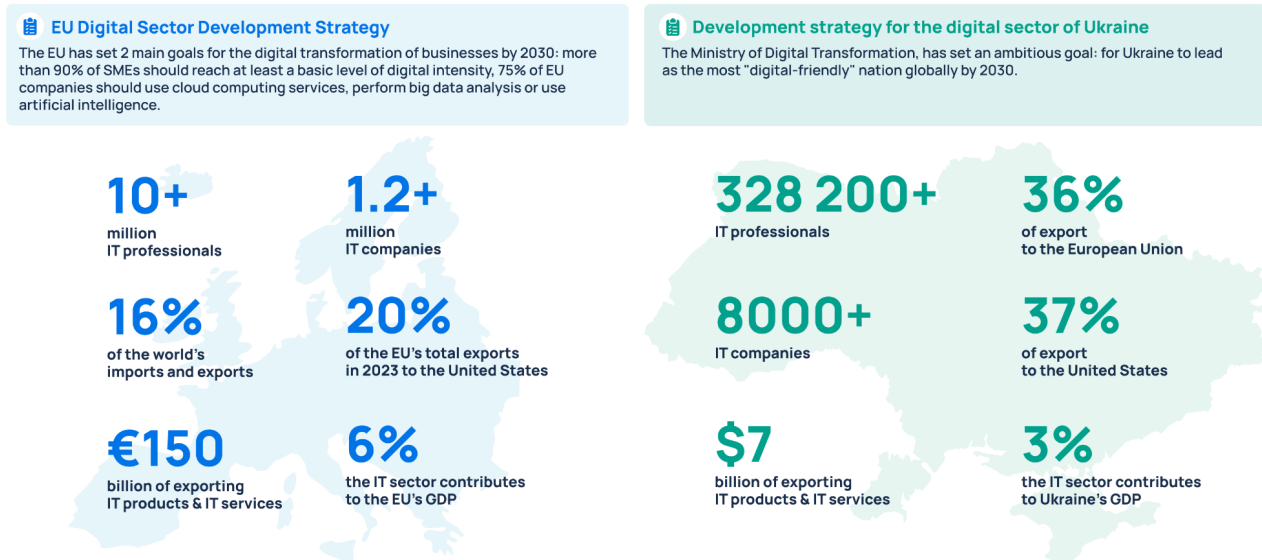 EU Digital Sector Development Strategy
The EU has set 2 main goals for the digital transformation of businesses by 2030: more
than 90% of SMEs should reach at least a basic level of digital intensity, 75% of EU
companies should use cloud computing services, perform big data analysis or use
artificial intelligence.
10+
million
IT professionals
1.2+
million
IT companies
16%
of the world's
imports and exports
20%
of the EU's total exports
in 2023 to the United States
€150
billion of exporting
IT products & IT services
6%
the IT sector contributes
to the EU's GDP
Development strategy for the digital sector of Ukraine
The Ministry of Digital Transformation, has set an ambitious goal: for Ukraine to lead
as the most "digital-friendly" nation globally by 2030.
328 200+
IT professionals
36%
of export
to the European Union
8000+
IT companies
37%
of export
to the United States
$7
billion of exporting
IT products & IT services
3%
the IT sector contributes
to Ukraine's GDP